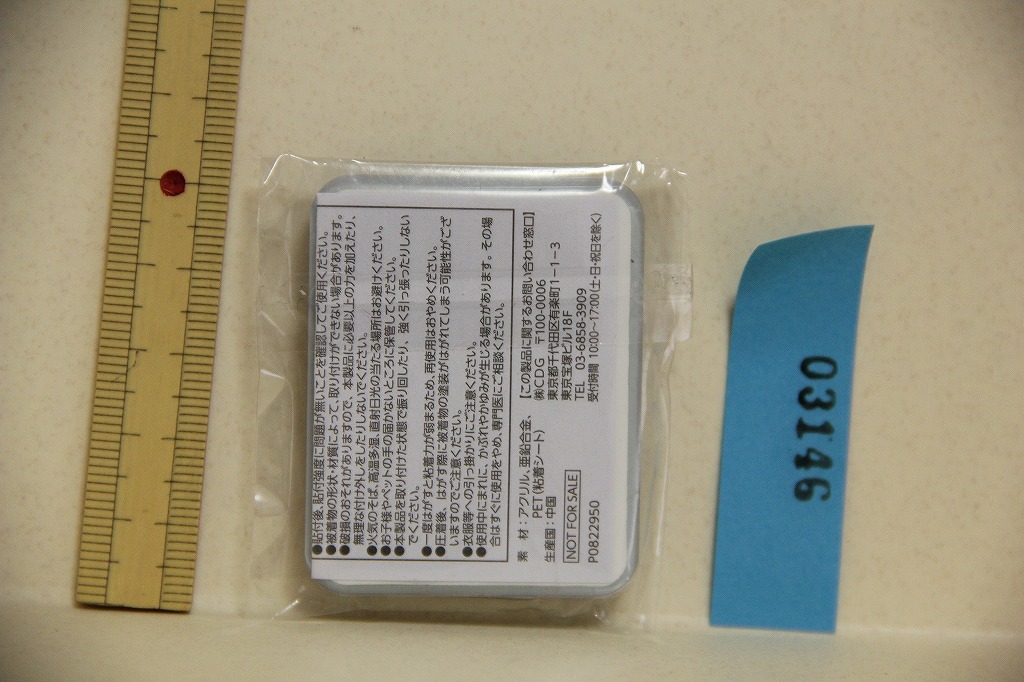 ●貼付後、貼付強度に問題が無いことを確認してご使用ください。
●被着物の形状・材質によって、取り付けができない場合があります。
●破損のおそれがありますので、本製品に必要以上の力を加えたり、
無理な付け外しをしたりしないでください。
●火気のそば、高温多湿、直射日光の当たる場所はお避けください。
●お子様やペットの手の届かないところに保管してください。
●本製品を取り付けた状態で振り回したり、強く引っ張ったりしない
でください。
●一度はがすと粘着力が弱まるため、再使用はおやめください。
●圧着後、はがす際に被着物の塗装がはがれてしまう可能性がござ
いますのでご注意ください。
●衣服等への引っ掛かりにご注意ください。
●使用中にまれに、かぶれやかゆみが生じる場合があります。その場
合はすぐに使用をやめ、専門医にご相談ください。
素 材：アクリル、亜鉛合金、
PET(粘着シート)
生産国：中国
NOT FOR SALE
P0822950
【この製品に関するお問い合わせ窓口】
㈱CDG 〒100-0006
東京都千代田区有楽町1-1-3
東京宝塚ビル18F
TEL 03-6858-3909
受付時間 10:00～17:00(土・日・祝日を除く)
03146